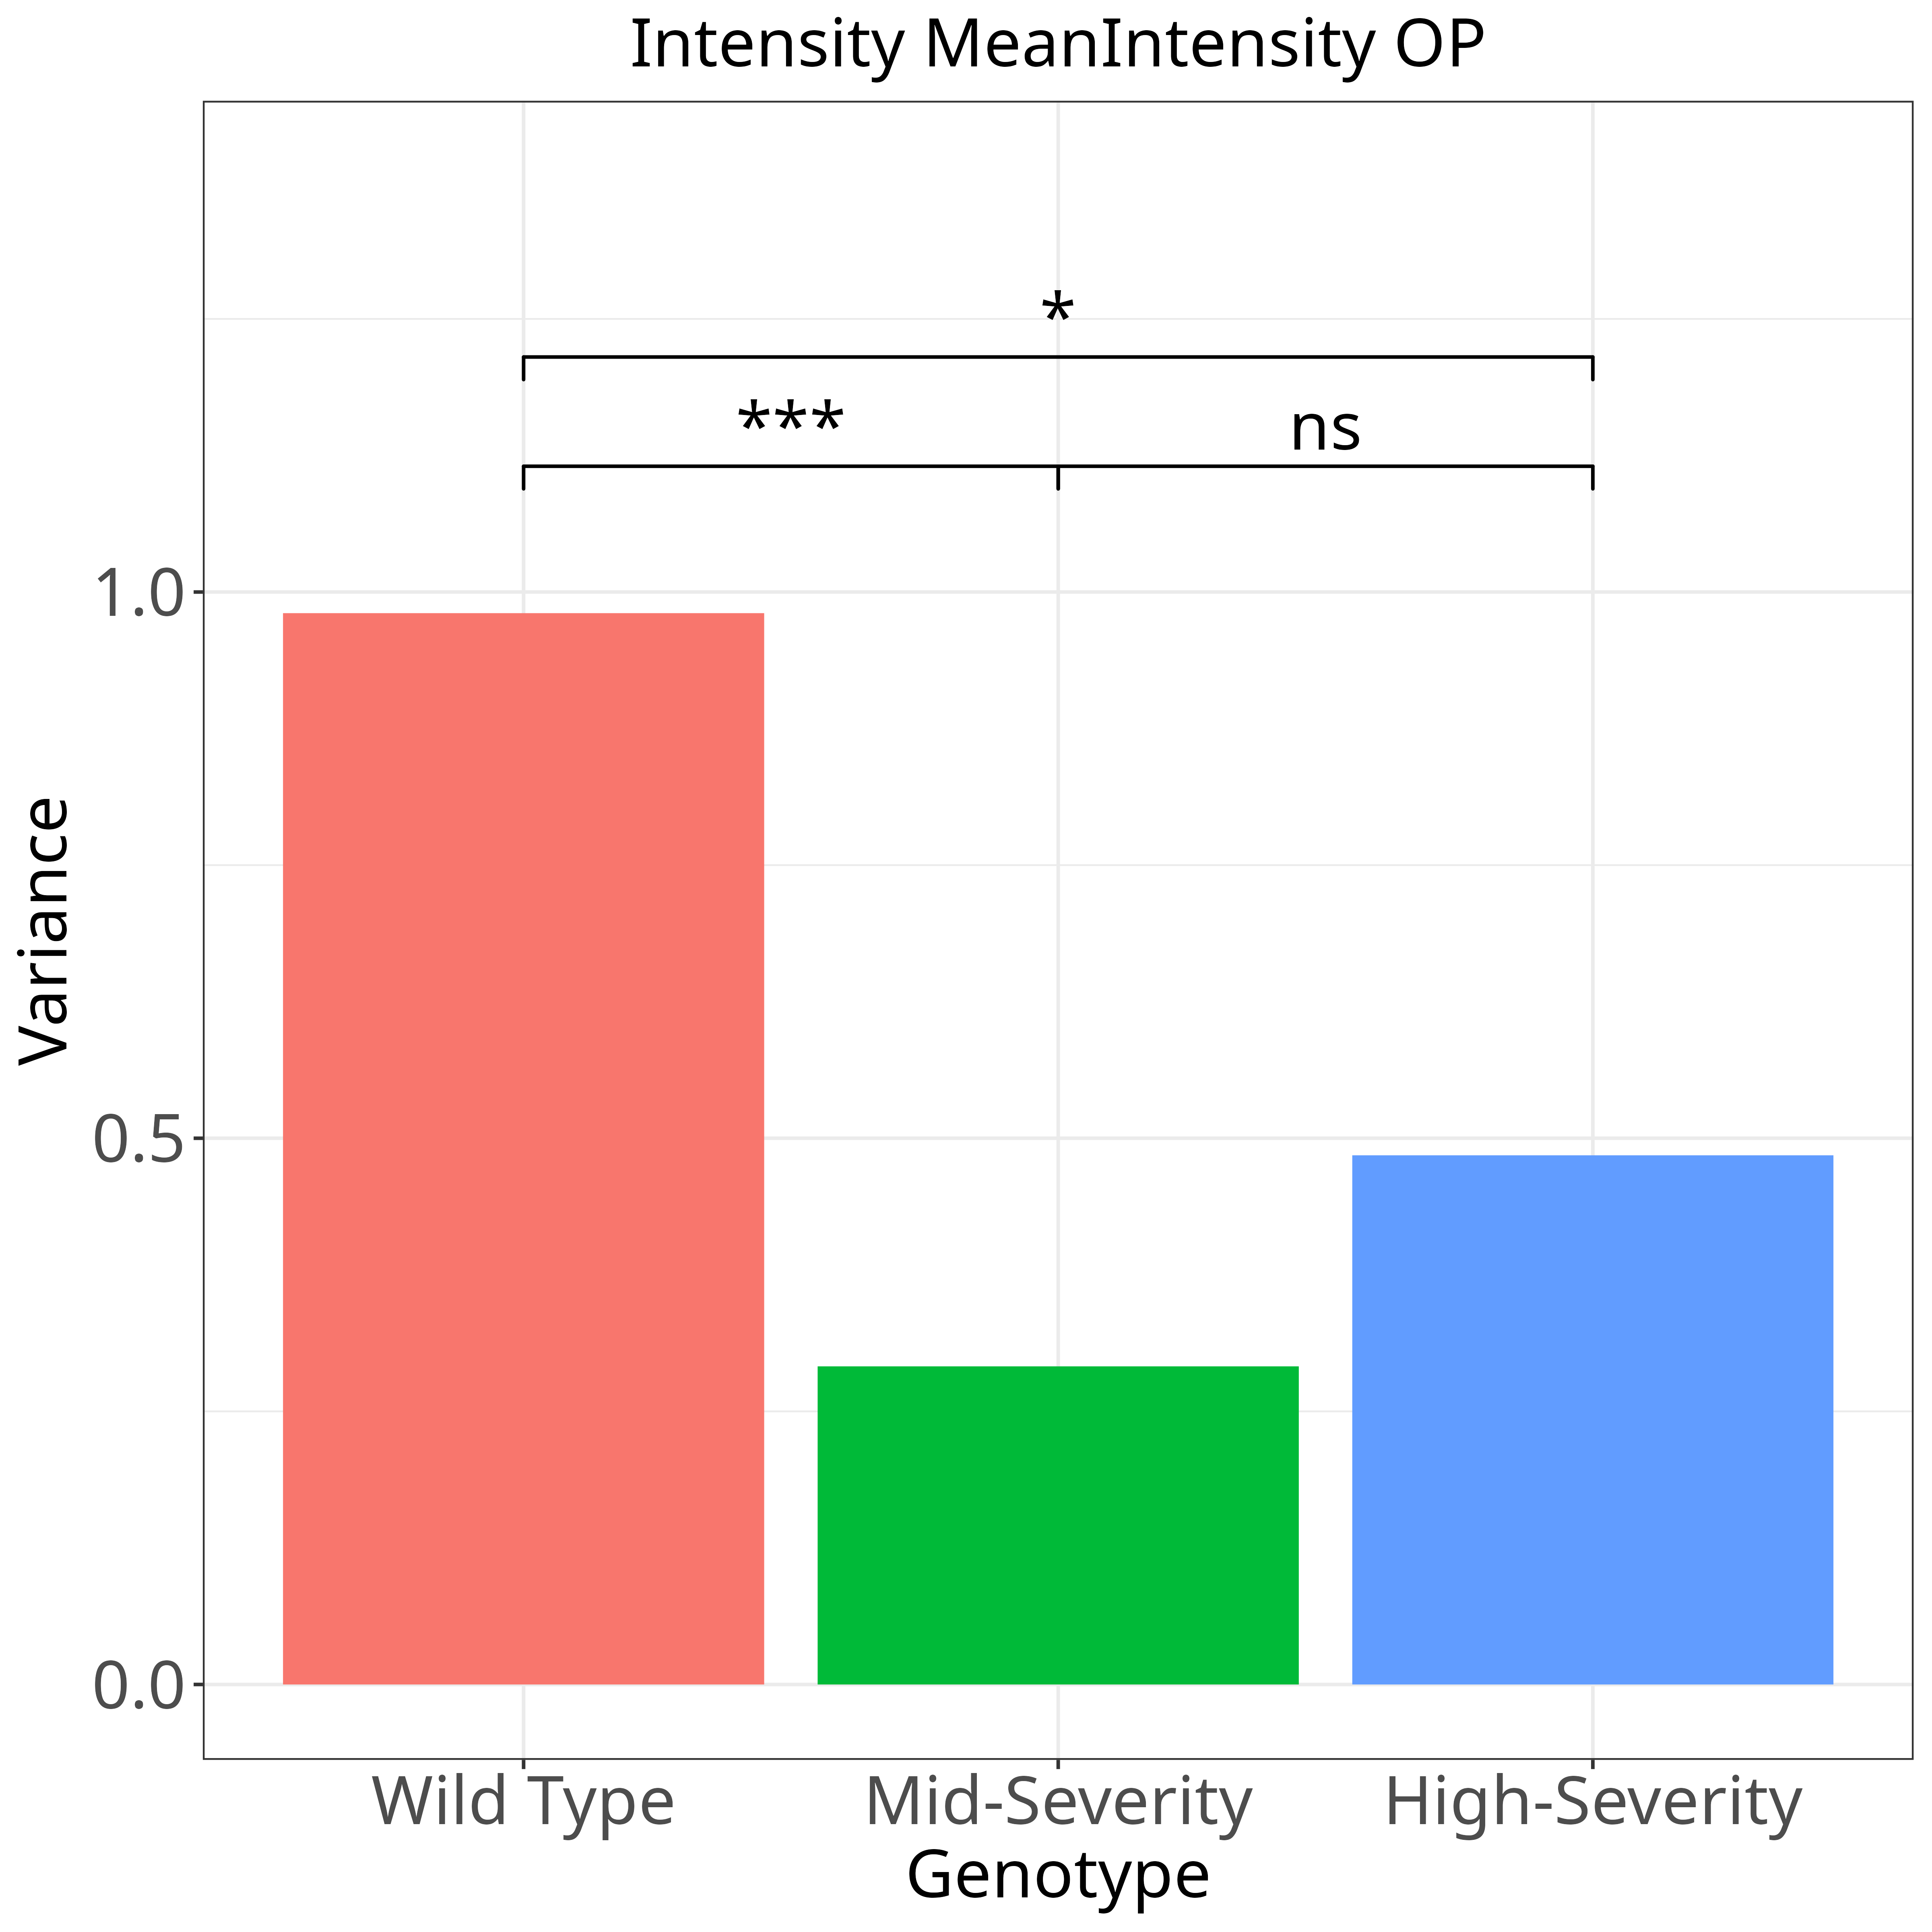 Intensity MeanIntensity OP
*
***
ns
1.0
0.5
0.0
Variance
Wild Type
Mid-Severity
High-Severity
Genotype